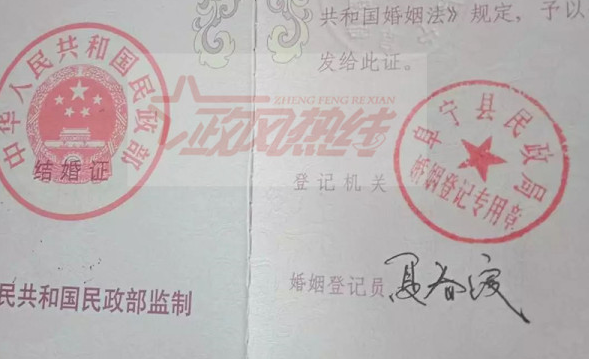 共和国婚姻法》规定，予以
发给此证。
中华人民共和国民政部
结婚证
ZHENG FENG RE XIAN
政风热线
阜宁县民政局
婚姻登记专用章
登记机关
婚姻登记员
民共和国民政部监制